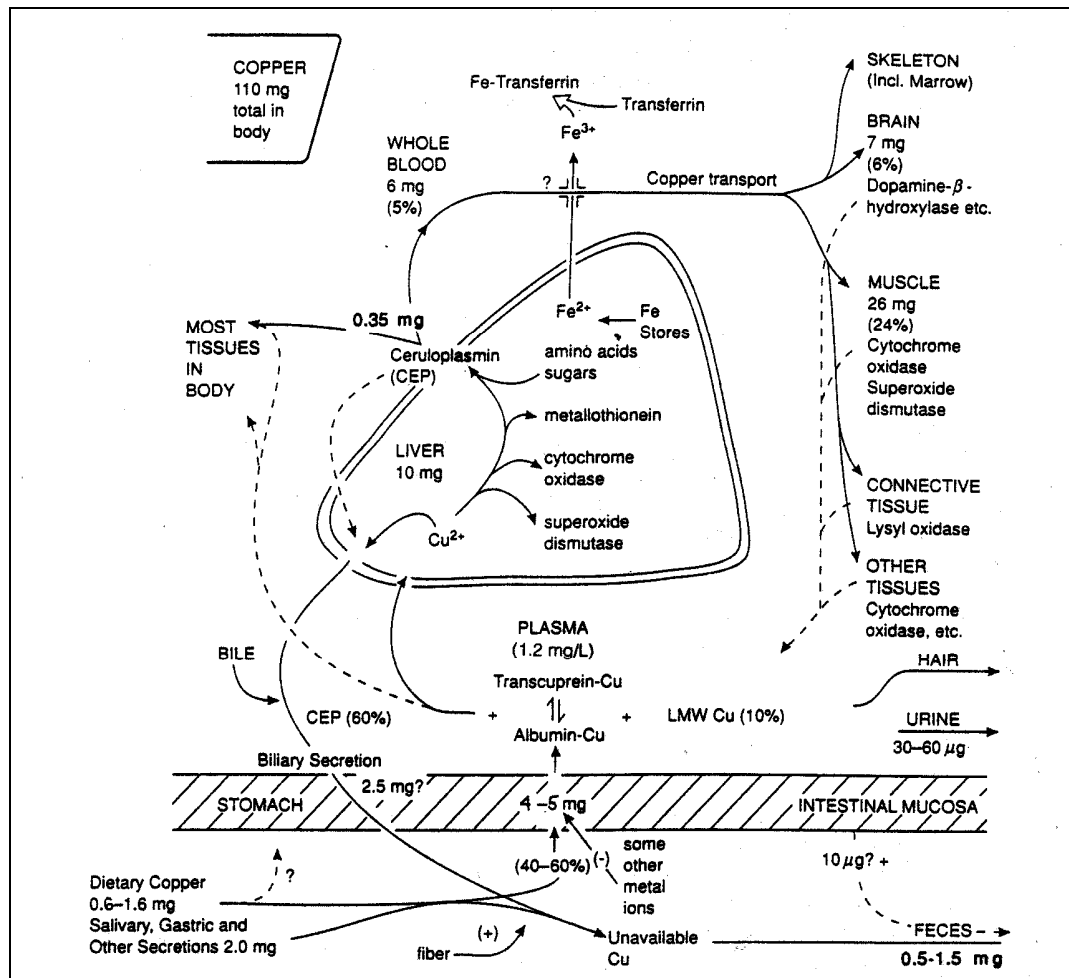 COPPER
110 mg
total in
body
Fe-Transferrin
Transferrin
Fe3+
WHOLE
BLOOD
6 mg
(5%)
?
Copper transport
SKELETON
(Incl. Marrow)
BRAIN
7 mg
(6%)
Dopamine-β-
hydroxylase etc.
MUSCLE
26 mg
(24%)
Cytochrome
oxidase
Superoxide
dismutase
CONNECTIVE
TISSUE
Lysyl oxidase
OTHER
TISSUES
Cytochrome
oxidase, etc.
MOST
TISSUES
IN
BODY
0.35 mg
Ceruloplasmin
(CEP)
Fe2+
Fe
Stores
amino acids
sugars
metallothionein
LIVER
10 mg
cytochrome
oxidase
Cu2+
superoxide
dismutase
PLASMA
(1.2 mg/L)
Transcuprein-Cu
+
⇅
+
Albumin-Cu
LMW Cu (10%)
HAIR
URINE
30–60 μg
BILE
CEP (60%)
Biliary Secretion
2.5 mg?
STOMACH
4–5 mg
INTESTINAL MUCOSA
(40–60%)
(-)
some
other
metal
ions
10 μg? +
?
Dietary Copper
0.6–1.6 mg
Salivary, Gastric and
Other Secretions 2.0 mg
(+)
fiber
Unavailable
Cu
FECES
0.5-1.5 mg